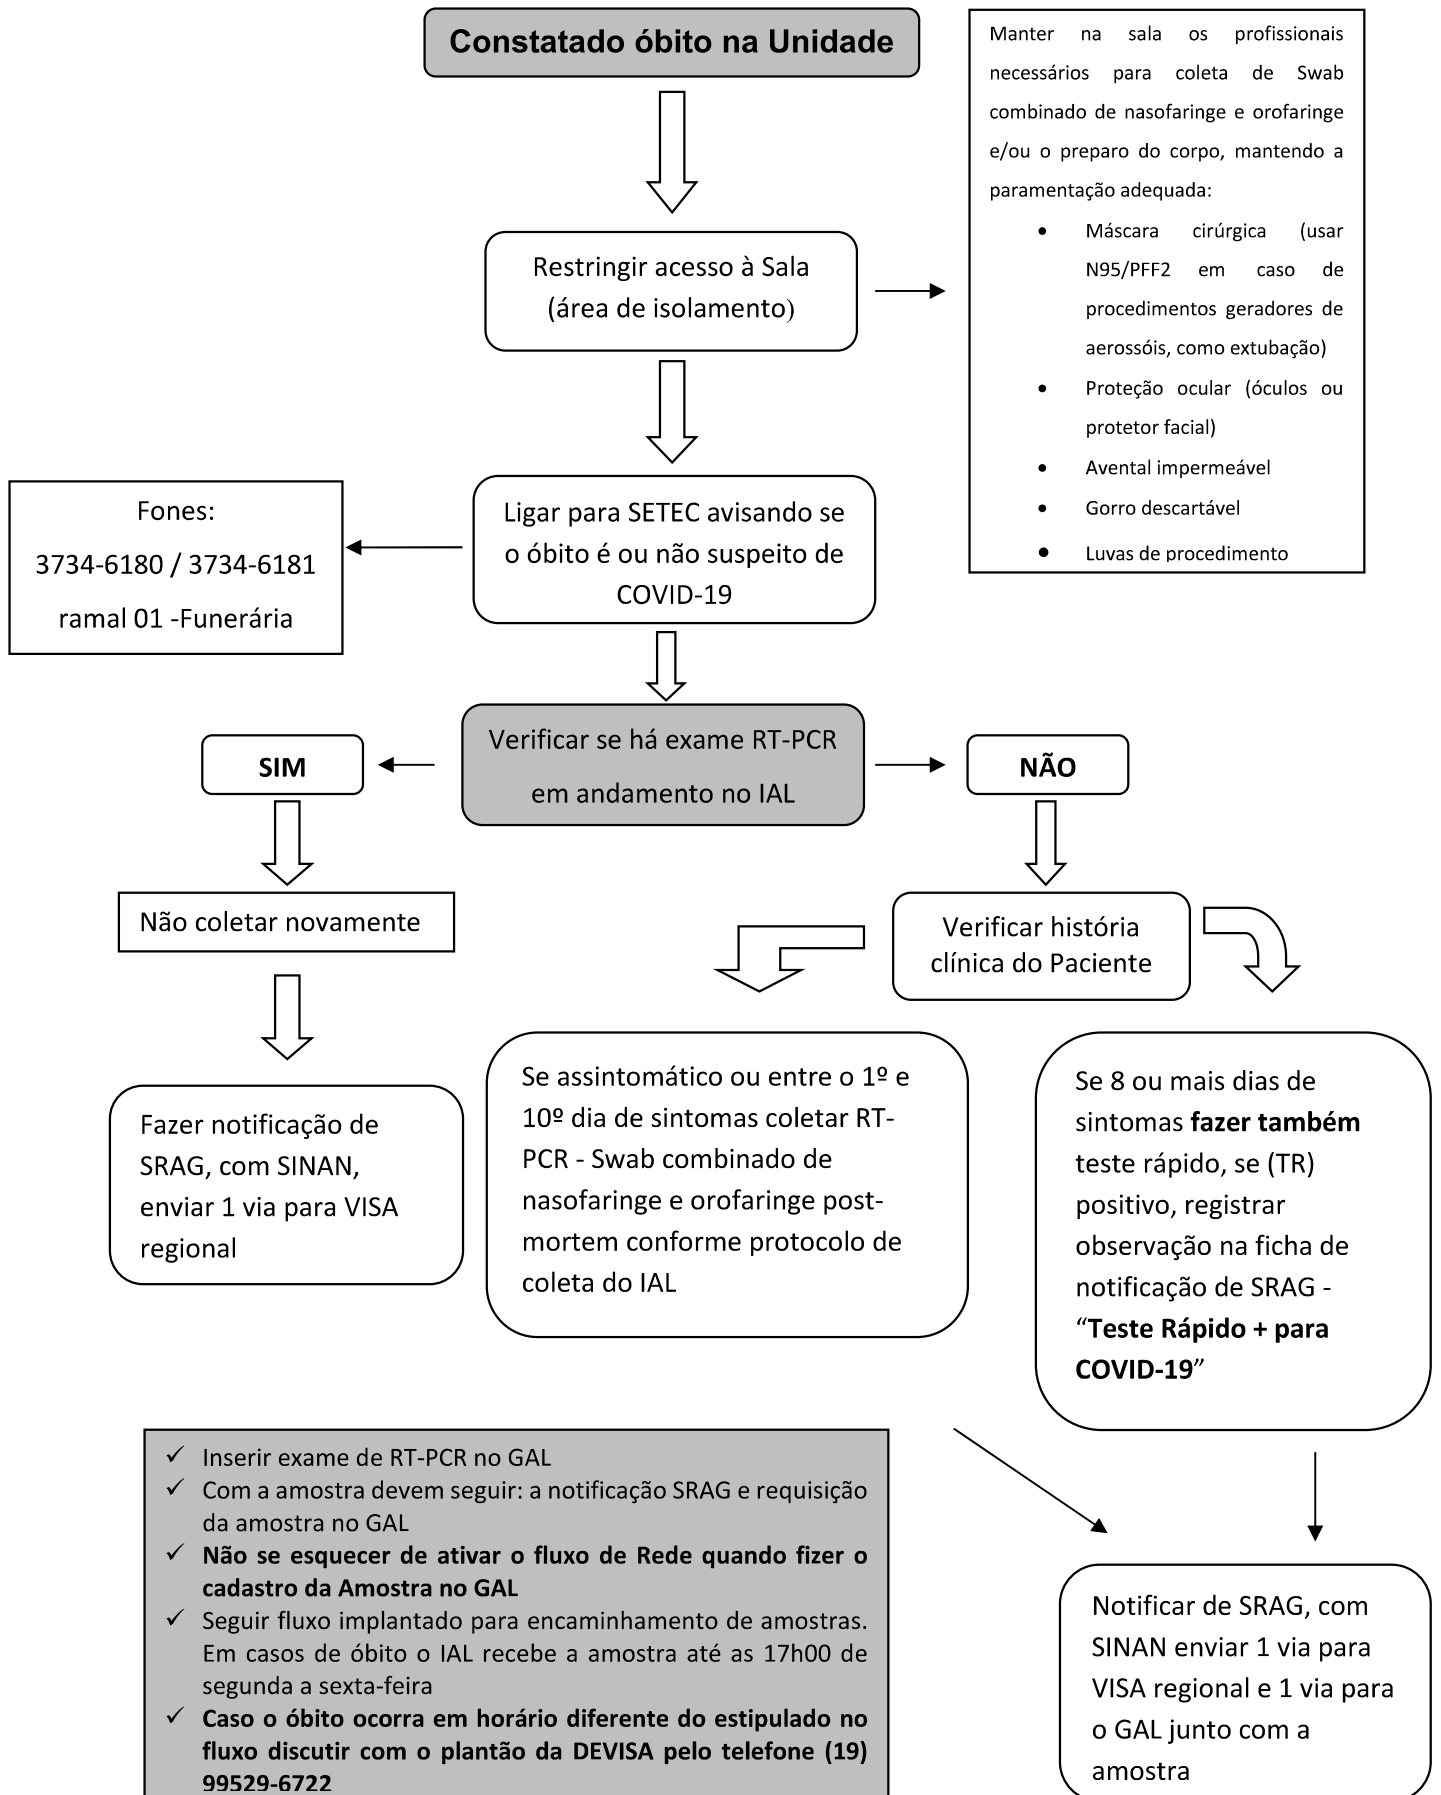 Constatado óbito na Unidade
Manter na sala os profissionais
necessários para coleta de Swab
combinado de nasofaringe e orofaringe
e/ou o preparo do corpo, mantendo a
paramentação adequada:
• Máscara cirúrgica (usar
N95/PFF2 em caso de
procedimentos geradores de
aerossóis, como extubação)
• Proteção ocular (óculos ou
protetor facial)
• Avental impermeável
• Gorro descartável
• Luvas de procedimento
Restringir acesso à Sala
(área de isolamento)
Ligar para SETEC avisando se
o óbito é ou não suspeito de
COVID-19
Fones:
3734-6180 / 3734-6181
ramal 01 -Funerária
Verificar se há exame RT-PCR
em andamento no IAL
SIM
NÃO
Não coletar novamente
Verificar história
clínica do Paciente
Fazer notificação de
SRAG, com SINAN,
enviar 1 via para VISA
regional
Se assintomático ou entre o 1º e
10º dia de sintomas coletar RT-
PCR - Swab combinado de
nasofaringe e orofaringe post-
mortem conforme protocolo de
coleta do IAL
Se 8 ou mais dias de
sintomas fazer também
teste rápido, se (TR)
positivo, registrar
observação na ficha de
notificação de SRAG -
“Teste Rápido + para
COVID-19”
✓ Inserir exame de RT-PCR no GAL
✓ Com a amostra devem seguir: a notificação SRAG e requisição
da amostra no GAL
✓ Não se esquecer de ativar o fluxo de Rede quando fizer o
cadastro da Amostra no GAL
✓ Seguir fluxo implantado para encaminhamento de amostras.
Em casos de óbito o IAL recebe a amostra até as 17h00 de
segunda a sexta-feira
✓ Caso o óbito ocorra em horário diferente do estipulado no
fluxo discutir com o plantão da DEVISA pelo telefone (19)
99529-6722
Notificar de SRAG, com
SINAN enviar 1 via para
VISA regional e 1 via para
o GAL junto com a
amostra